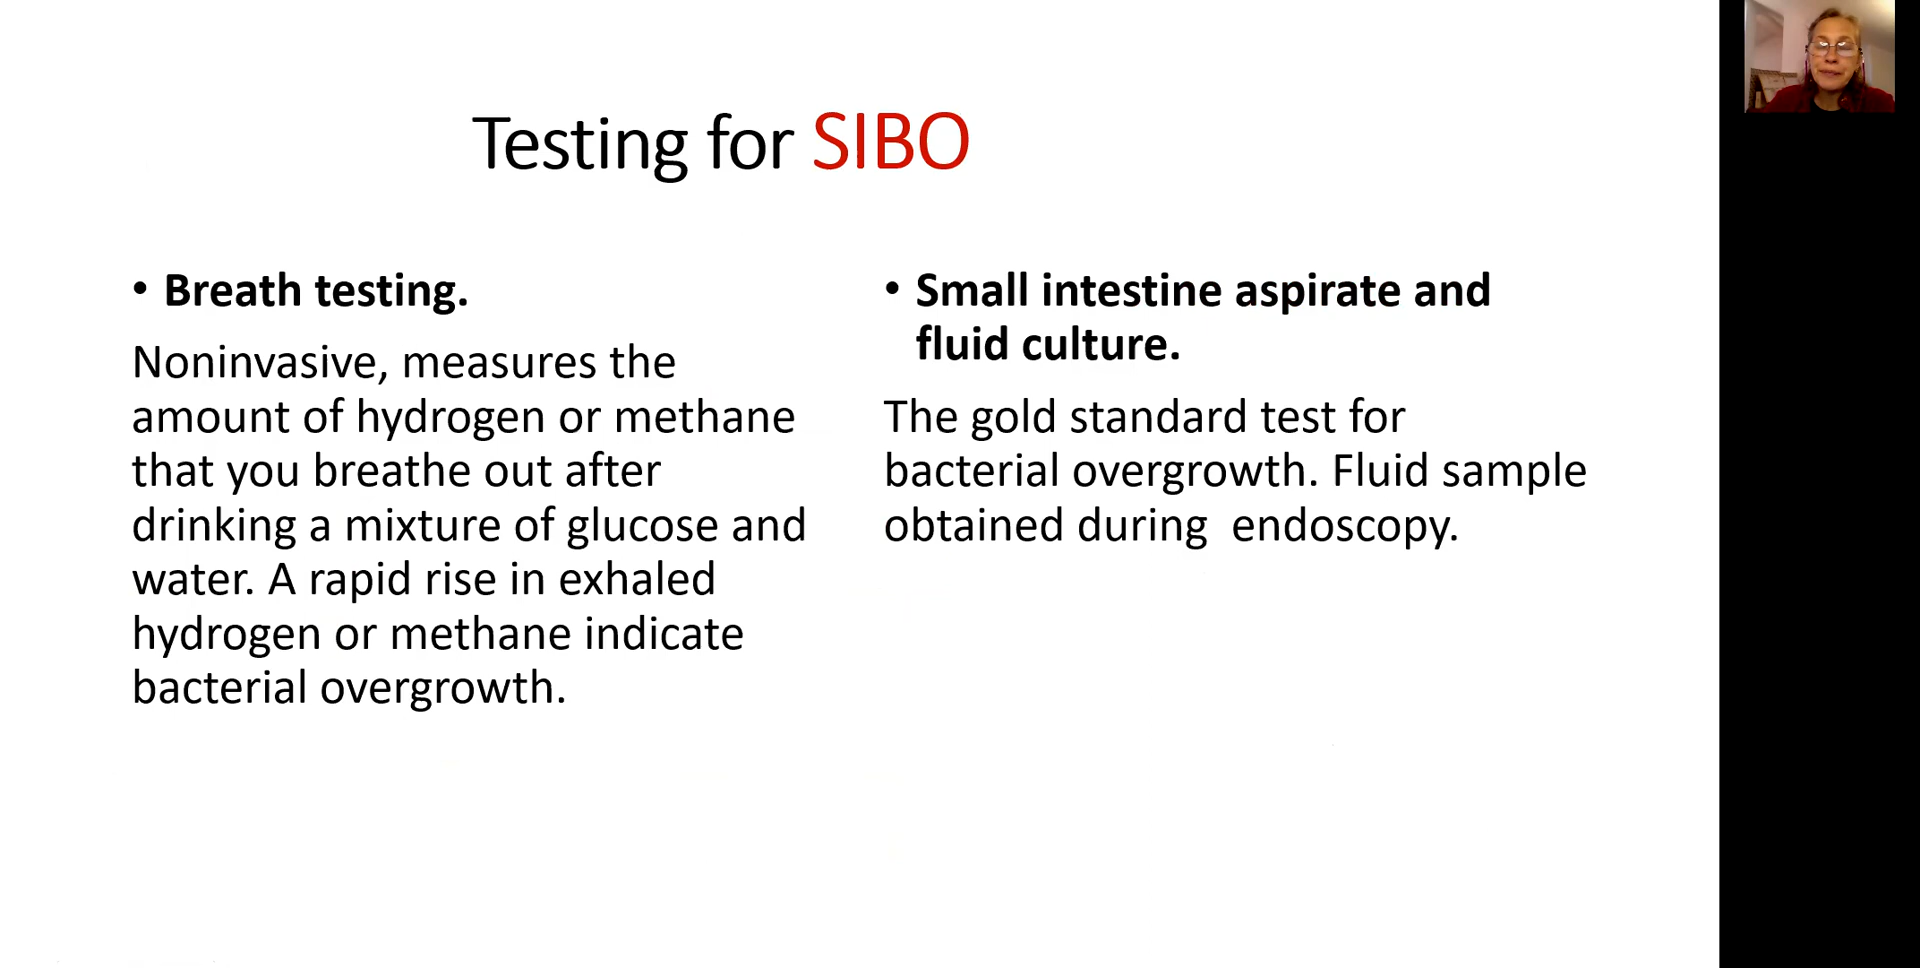 Testing for SIBO
• Breath testing.
Noninvasive, measures the
amount of hydrogen or methane
that you breathe out after
drinking a mixture of glucose and
water. A rapid rise in exhaled
hydrogen or methane indicate
bacterial overgrowth.
• Small intestine aspirate and
fluid culture.
The gold standard test for
bacterial overgrowth. Fluid sample
obtained during  endoscopy.